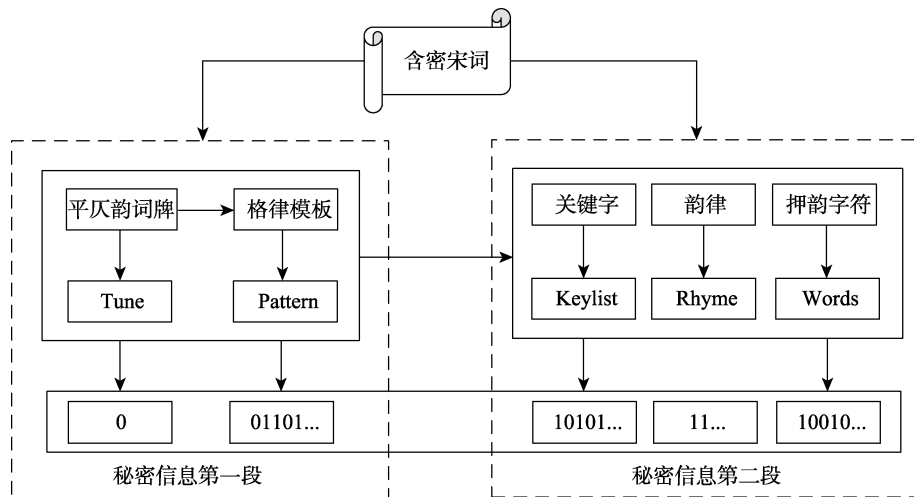 含密宋词
平仄韵词牌
格律模板
Tune
Pattern
关键字
韵律
押韵字符
Keylist
Rhyme
Words
0
01101...
10101...
11...
10010...
秘密信息第一段
秘密信息第二段